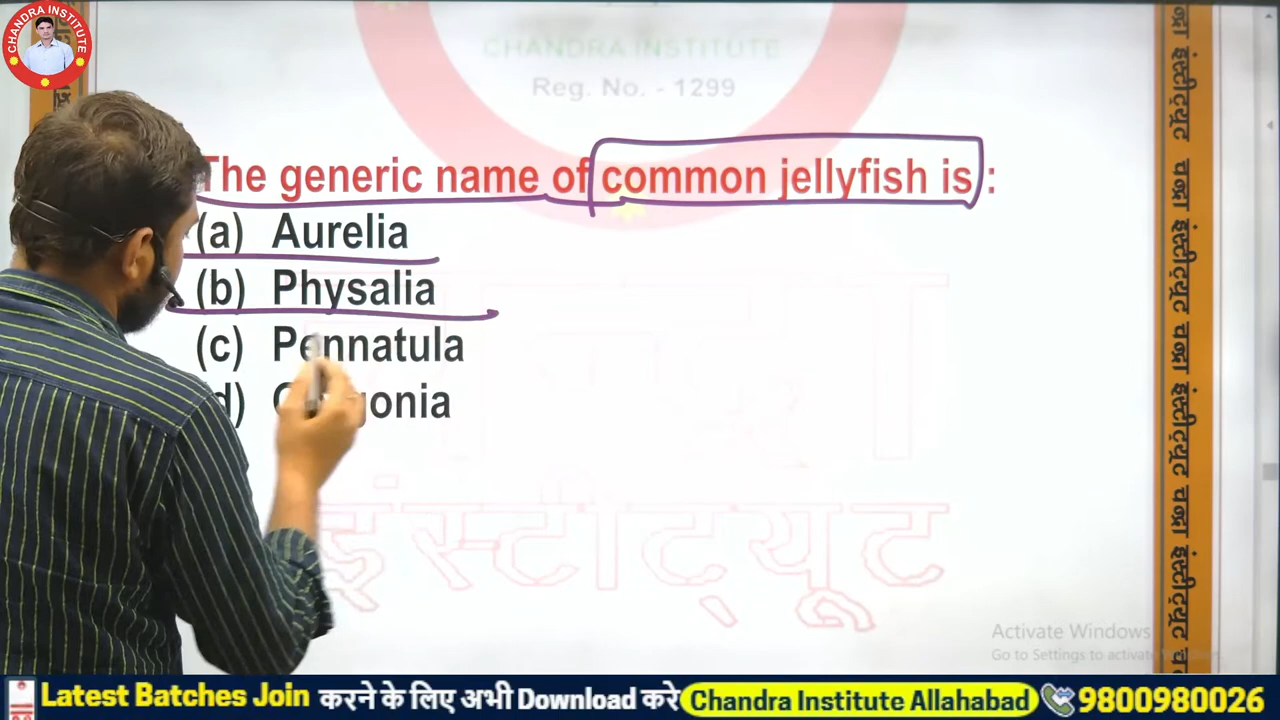 CHANDRA INSTITUTE
CHANDRA INSTITUTE
Reg. No. - 1299
The generic name of common jellyfish is :
(a) Aurelia
(b) Physalia
(c) Pennatula
onia
इंस्टीट्यूट
चन्द्रा इंस्टीट्यूट चन्द्रा इंस्टीट्यूट चन्द्रा इंस्टीट्यूट
Activate Windows
Go to Settings to activate
Latest Batches Join करने के लिए अभी Download करे Chandra Institute Allahabad 9800980026